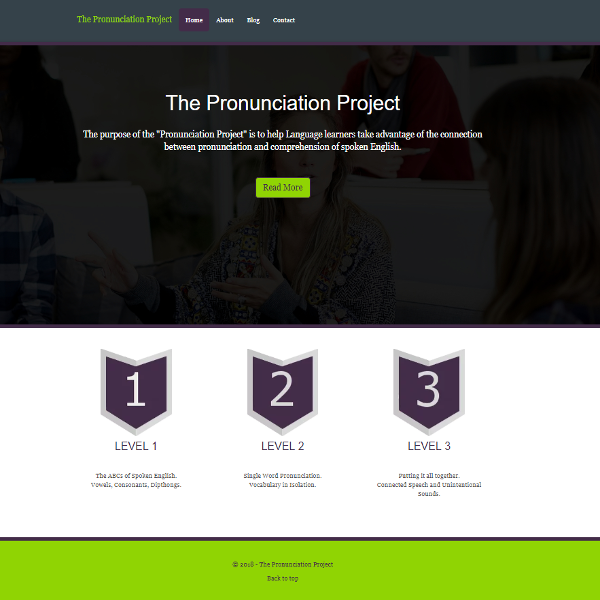 The Pronunciation Project Home About Blog Contact
The Pronunciation Project
The purpose of the "Pronunciation Project" is to help Language learners take advantage of the connection
between pronunciation and comprehension of spoken English.
Read More
1 2 3
LEVEL 1 LEVEL 2 LEVEL 3
The ABCs of Spoken English.
Vowels, Consonants, Dipthongs.
Single Word Pronunciation.
Vocabulary in Isolation.
Putting it all together.
Connected Speech and Unintentional
Sounds.
© 2018 - The Pronunciation Project
Back to top